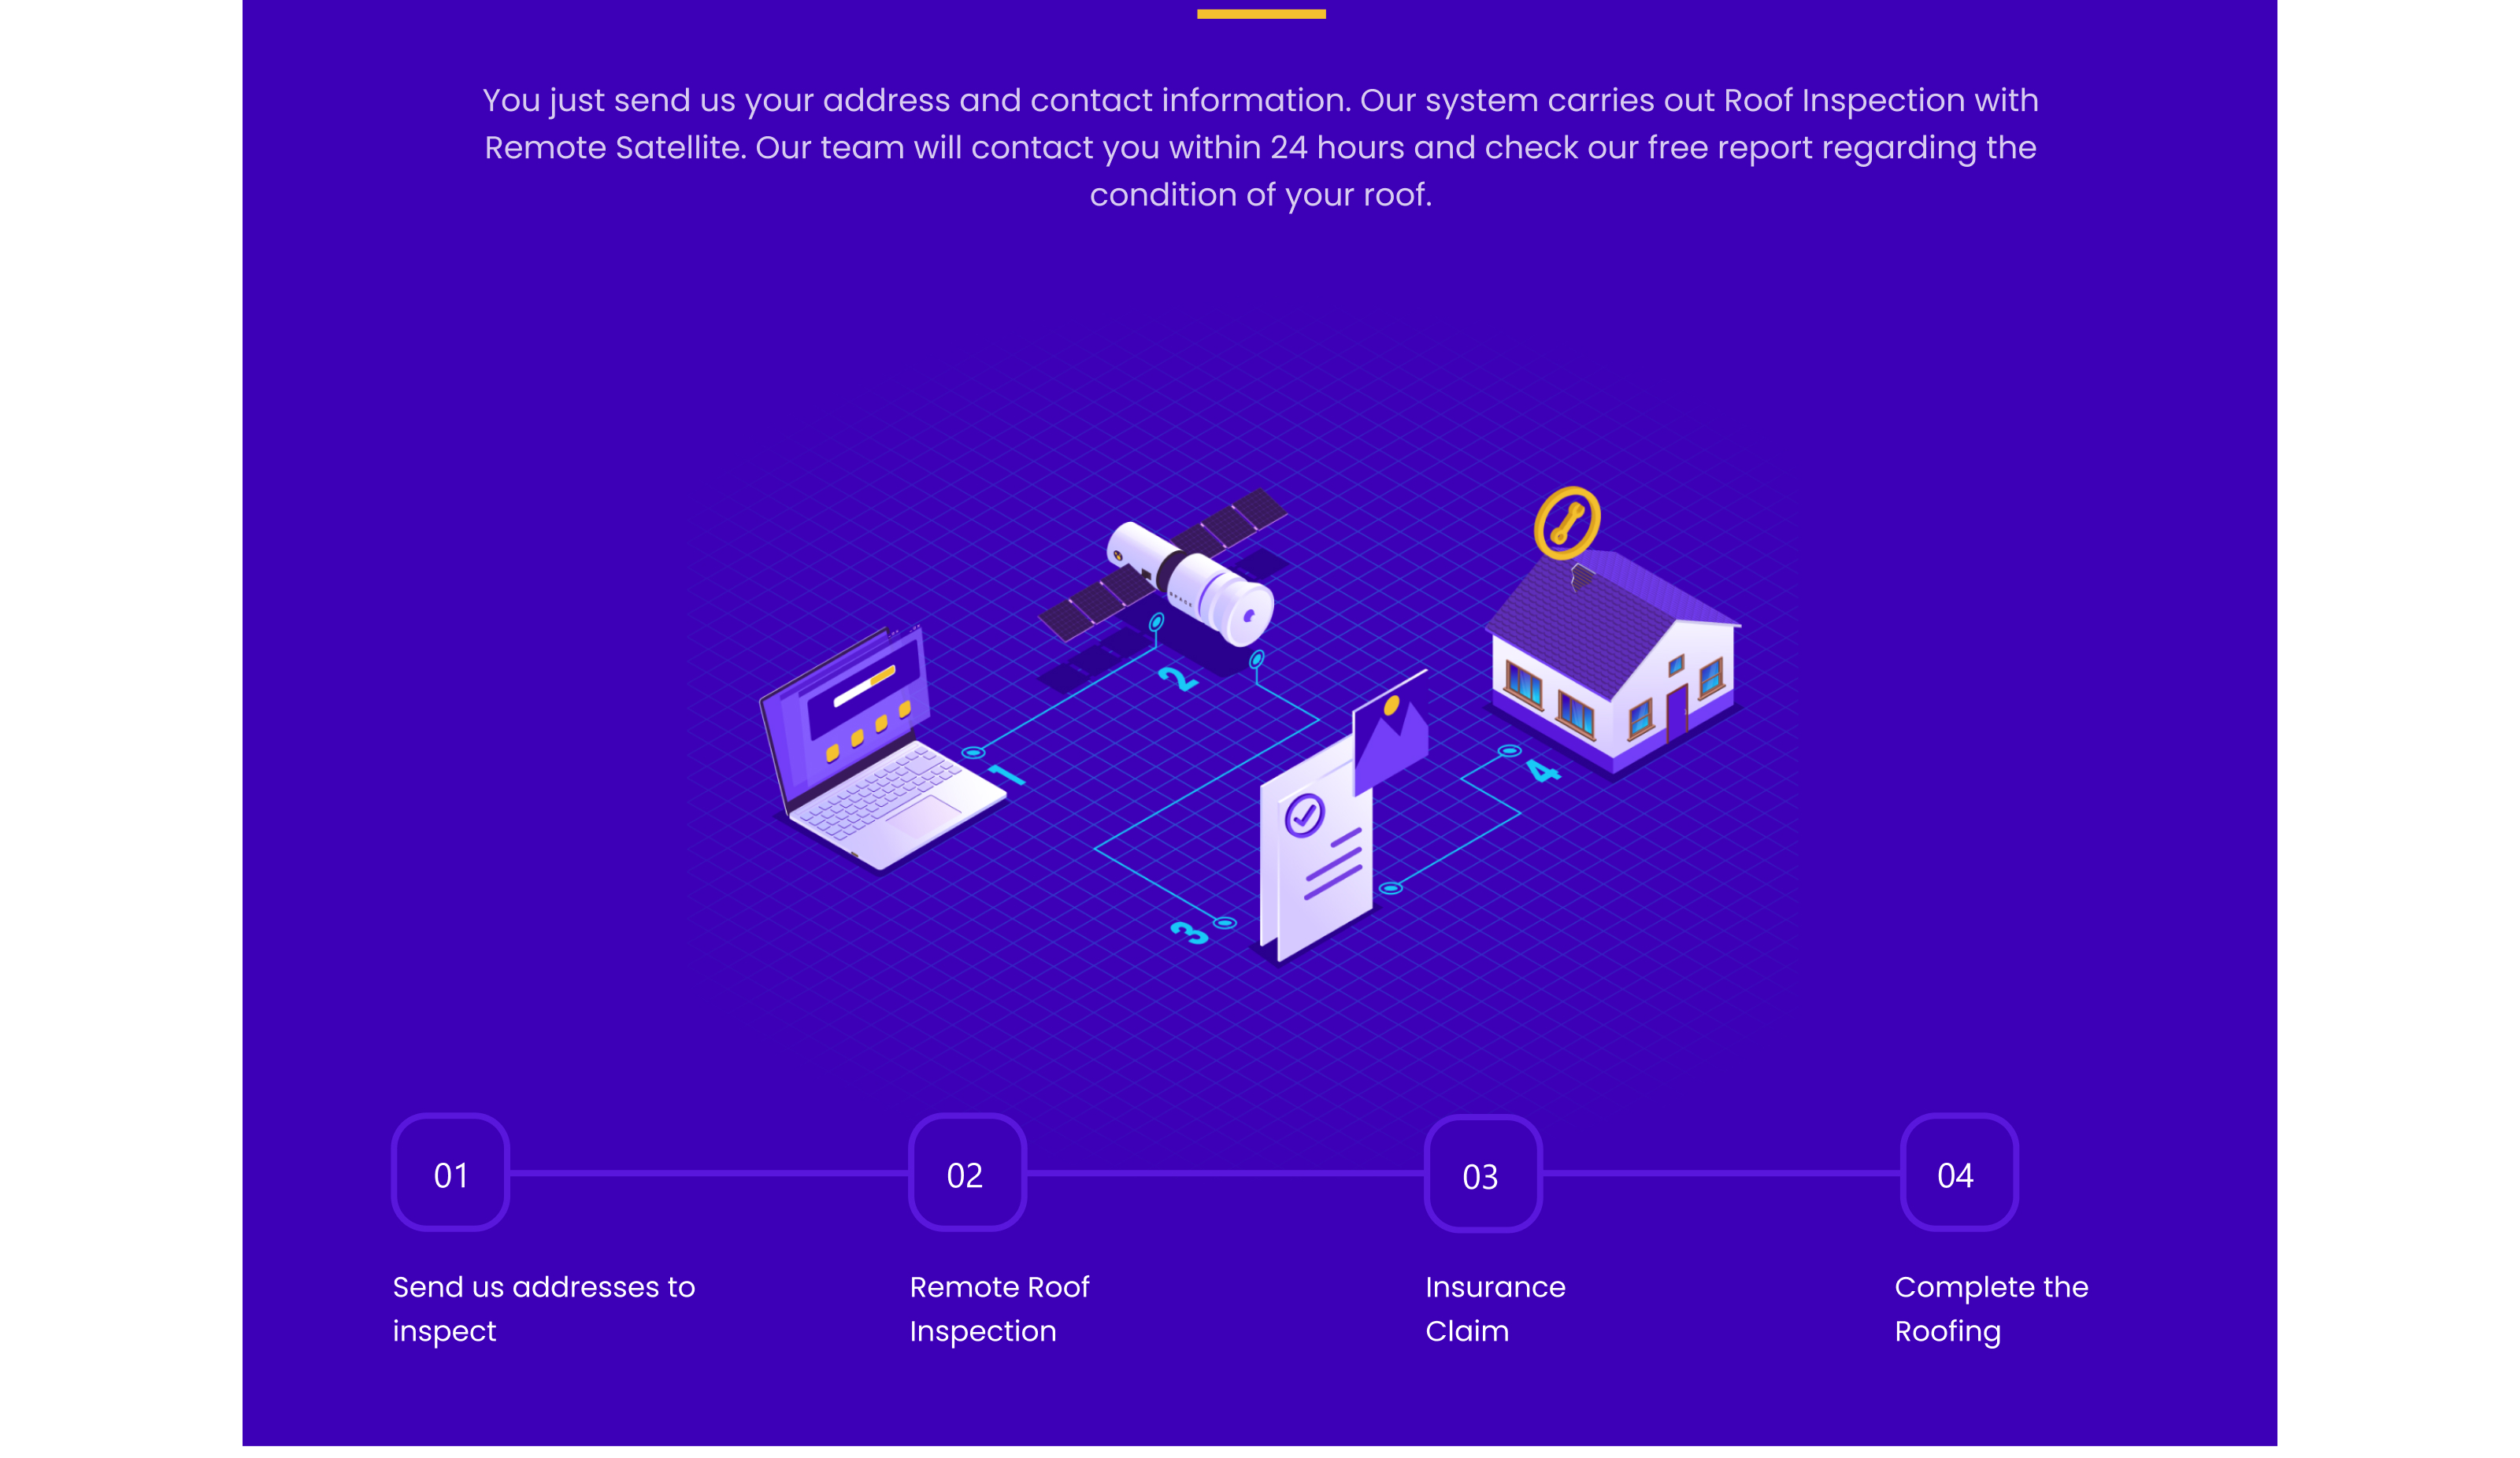 You just send us your address and contact information. Our system carries out Roof Inspection with
Remote Satellite. Our team will contact you within 24 hours and check our free report regarding the
condition of your roof.
SPACE
1
2
3
4
01
02
03
04
Send us addresses to
inspect
Remote Roof
Inspection
Insurance
Claim
Complete the
Roofing